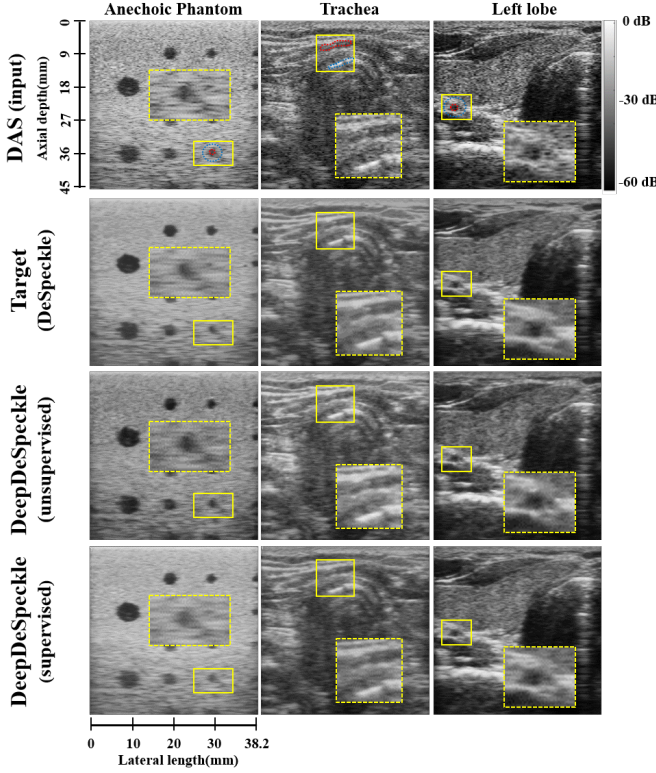 Anechoic Phantom Trachea Left lobe
0 dB
-30 dB
-60 dB
DAS (input)
Axial depth(mm)
0
9
18
27
36
45
Target
(DeSpeckle)
DeepDeSpeckle
(unsupervised)
DeepDeSpeckle
(supervised)
0 10 20 30 38.2
Lateral length(mm)